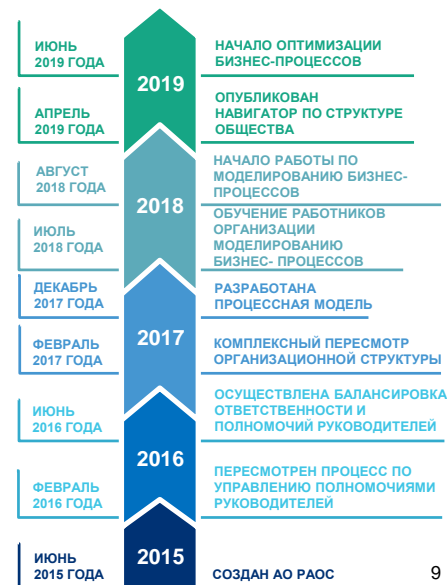 ИЮНЬ
2019 ГОДА
2019
НАЧАЛО ОПТИМИЗАЦИИ
БИЗНЕС-ПРОЦЕССОВ
АПРЕЛЬ
2019 ГОДА
ОПУБЛИКОВАН
НАВИГАТОР ПО СТРУКТУРЕ
ОБЩЕСТВА
АВГУСТ
2018 ГОДА
2018
НАЧАЛО РАБОТЫ ПО
МОДЕЛИРОВАНИЮ БИЗНЕС-
ПРОЦЕССОВ
ИЮЛЬ
2018 ГОДА
ОБУЧЕНИЕ РАБОТНИКОВ
ОРГАНИЗАЦИИ
МОДЕЛИРОВАНИЮ
БИЗНЕС- ПРОЦЕССОВ
ДЕКАБРЬ
2017 ГОДА
2017
РАЗРАБОТАНА
ПРОЦЕССНАЯ МОДЕЛЬ
ФЕВРАЛЬ
2017 ГОДА
КОМПЛЕКСНЫЙ ПЕРЕСМОТР
ОРГАНИЗАЦИОННОЙ СТРУКТУРЫ
ИЮНЬ
2016 ГОДА
2016
ОСУЩЕСТВЛЕНА БАЛАНСИРОВКА
ОТВЕТСТВЕННОСТИ И
ПОЛНОМОЧИЙ РУКОВОДИТЕЛЕЙ
ФЕВРАЛЬ
2016 ГОДА
ПЕРЕСМОТРЕН ПРОЦЕСС ПО
УПРАВЛЕНИЮ ПОЛНОМОЧИЯМИ
РУКОВОДИТЕЛЕЙ
ИЮНЬ
2015 ГОДА
2015
СОЗДАН АО РАОС
9